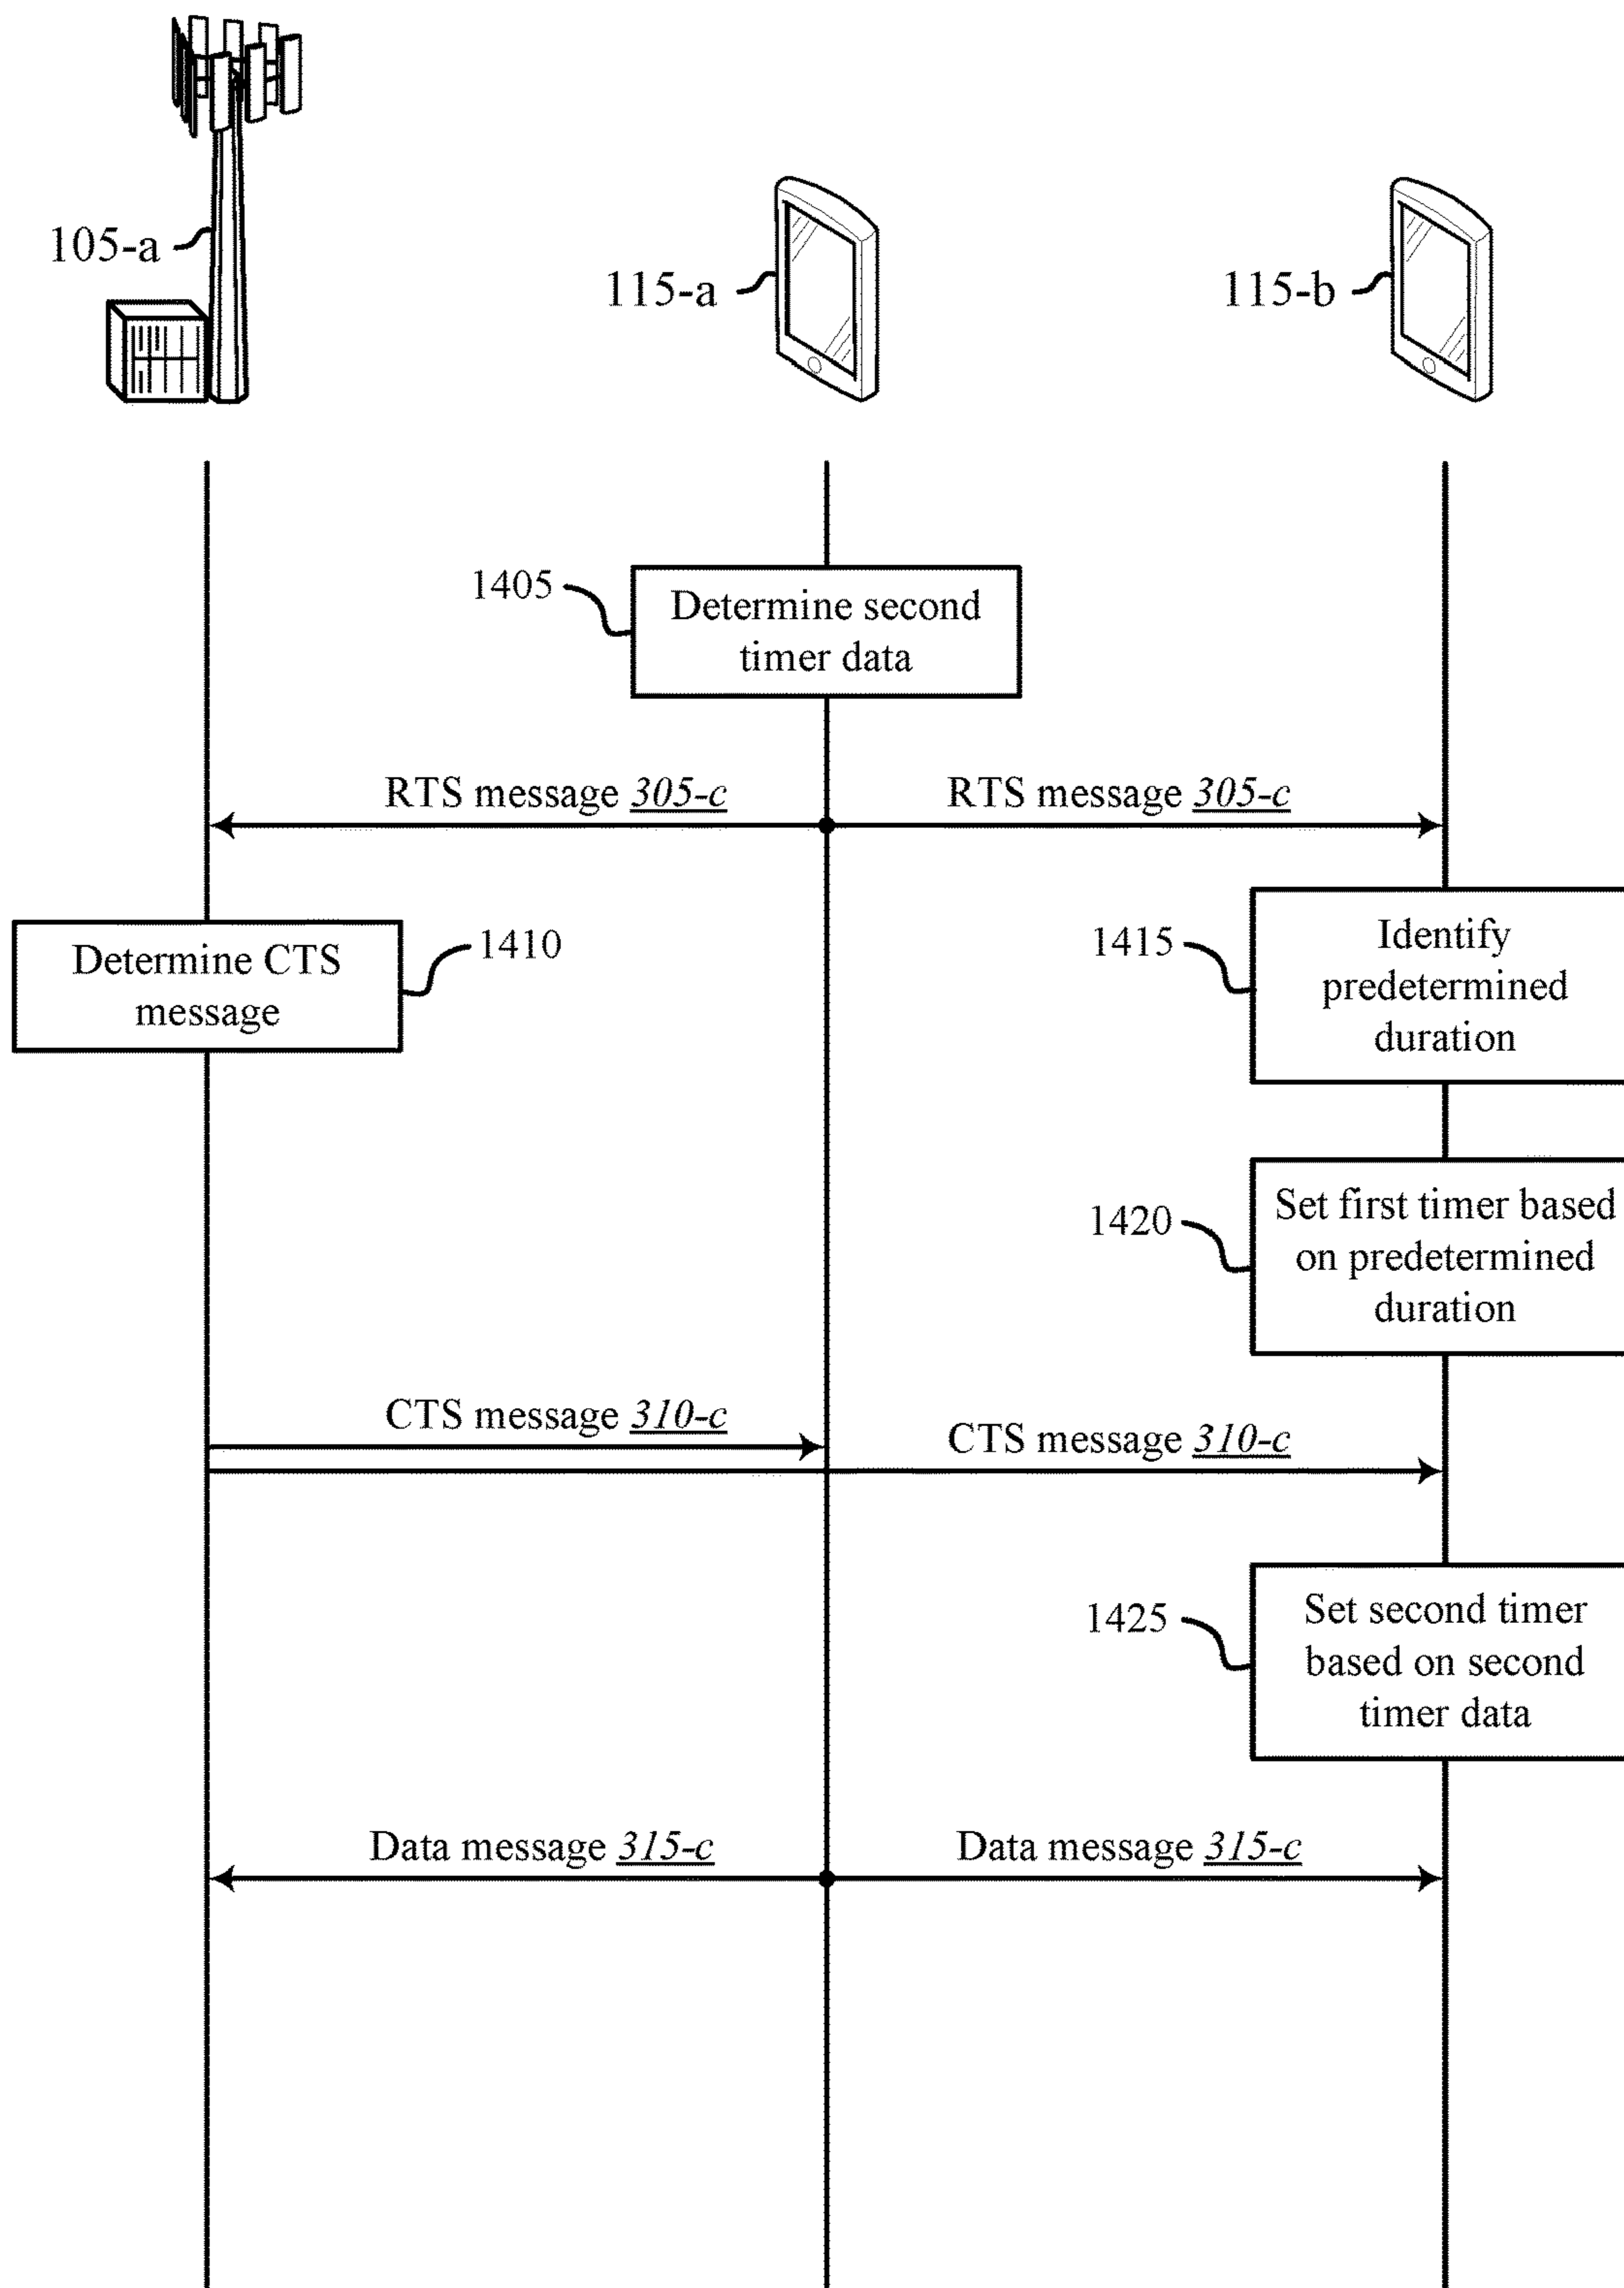 105-a
115-a
115-b
1405
Determine second
timer data
RTS message 305-c
RTS message 305-c
Determine CTS
message
1410
1415
Identify
predetermined
duration
1420
Set first timer based
on predetermined
duration
CTS message 310-c
CTS message 310-c
1425
Set second timer
based on second
timer data
Data message 315-c
Data message 315-c